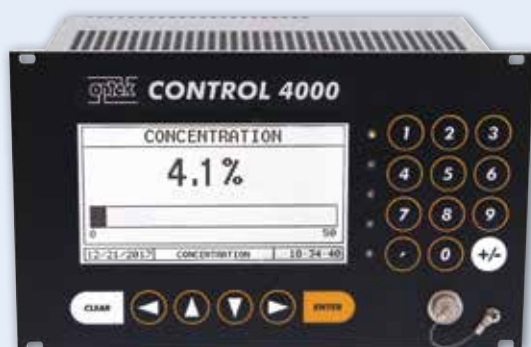 optek CONTROL 4000
CONCENTRATION
4.1%
0 50
12/21/2017 CONCENTRATION 10-34-40
1 2 3
4 5 6
7 8 9
. 0 +/-
CLEAR ENTER